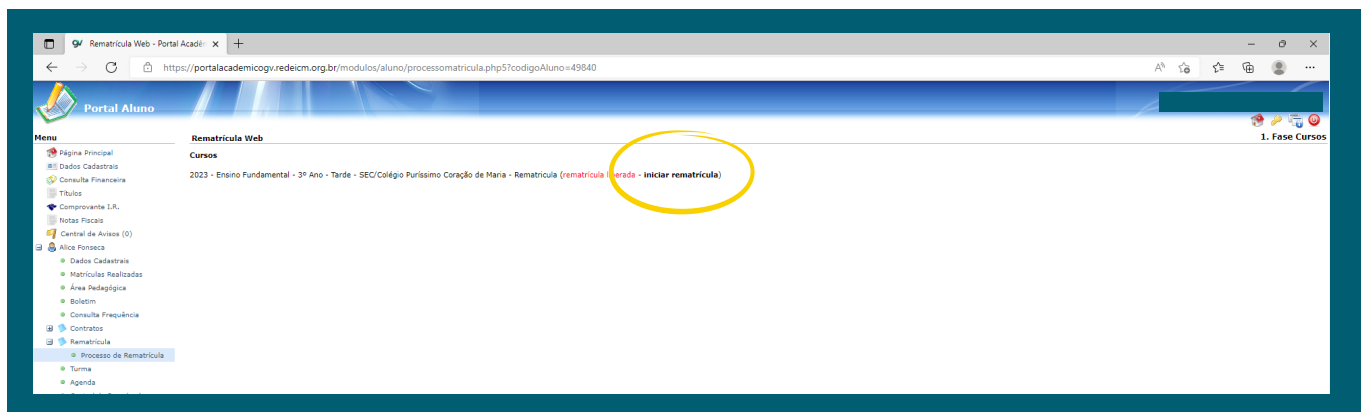 Rematrícula Web - Portal Acadêr
https://portalacademicogv.redeicm.org.br/modulos/aluno/processomatricula.php5?codigoAluno=49840
Portal Aluno
Menu
Rematrícula Web
1. Fase Cursos
Página Principal
Cursos
Dados Cadastrais
Consulta Financeira
2023 - Ensino Fundamental - 3º Ano - Tarde - SEC/Colégio Puríssimo Coração de Maria - Rematricula (rematrícula liberada - iniciar rematrícula)
Títulos
Comprovante I.R.
Notas Fiscais
Central de Avisos (0)
Alice Fonseca
Dados Cadastrais
Matrículas Realizadas
Área Pedagógica
Boletim
Consulta Frequência
Contratos
Rematrícula
Processo de Rematrícula
Turma
Agenda